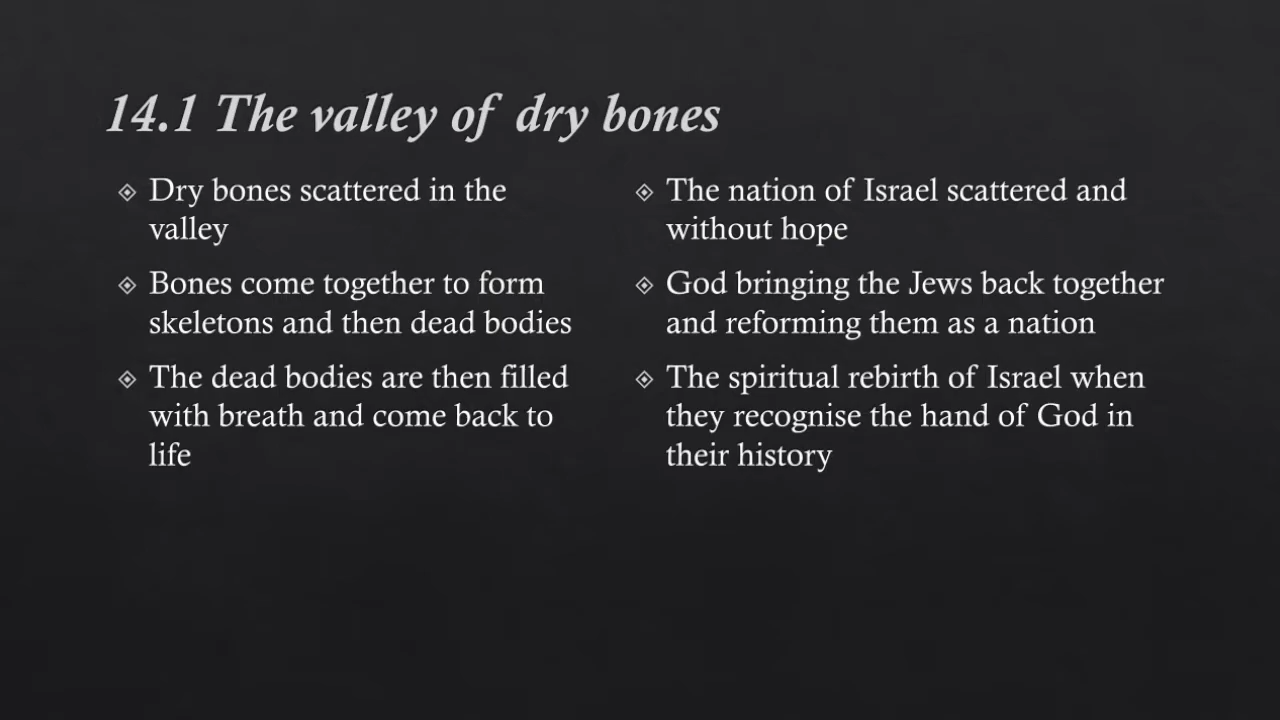 14.1 The valley of dry bones
Dry bones scattered in the
valley
Bones come together to form
skeletons and then dead bodies
The dead bodies are then filled
with breath and come back to
life
The nation of Israel scattered and
without hope
God bringing the Jews back together
and reforming them as a nation
The spiritual rebirth of Israel when
they recognise the hand of God in
their history